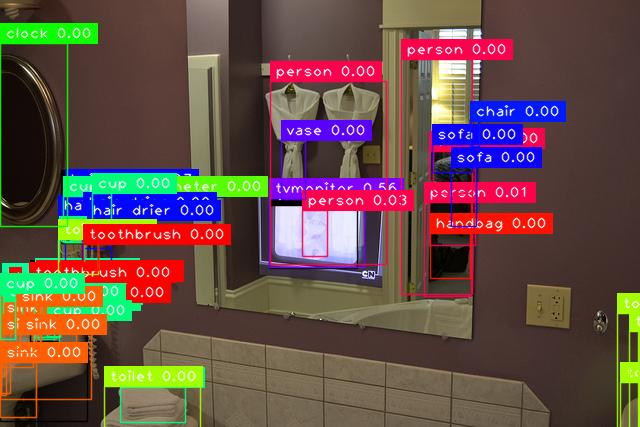 clock 0.00
person 0.00
person 0.00
chair 0.00
vase 0.00
sofa 0.00
sofa 0.00
cup 0.00
hair drier 0.00
tvmonitor 0.56
person 0.03
person 0.01
toothbrush 0.00
handbag 0.00
toothbrush 0.00
cup 0.00
sink 0.00
cup 0.00
sink 0.00
sink 0.00
toilet 0.00
CN